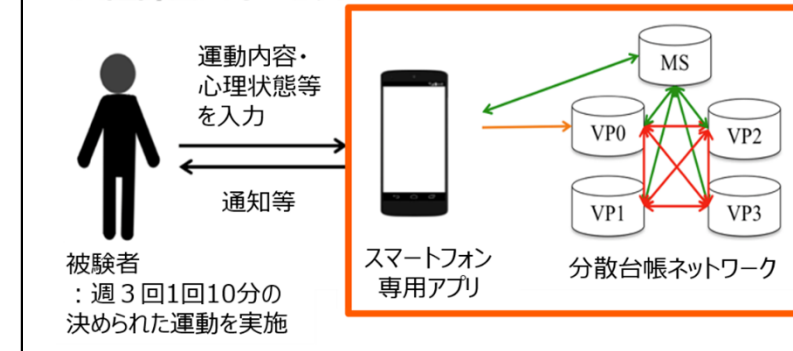 運動内容・
心理状態等
を入力
通知等
被験者
：週３回1回10分の
決められた運動を実施
スマートフォン
専用アプリ
MS
VP0
VP2
VP1
VP3
分散台帳ネットワーク